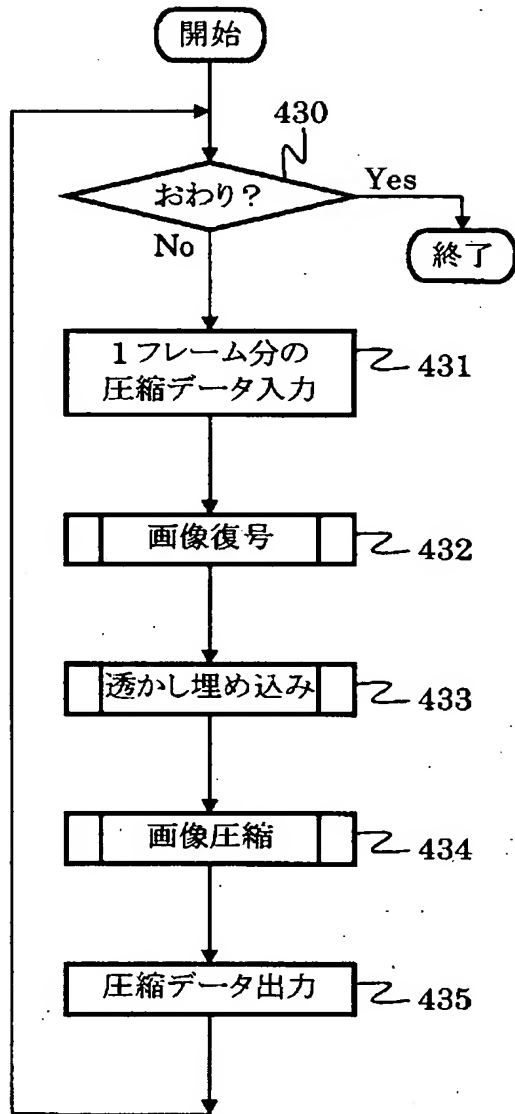 開始
430
おわり?
Yes
No
終了
1フレーム分の
圧縮データ入力
431
画像復号
432
透かし埋め込み
433
画像圧縮
434
圧縮データ出力
435